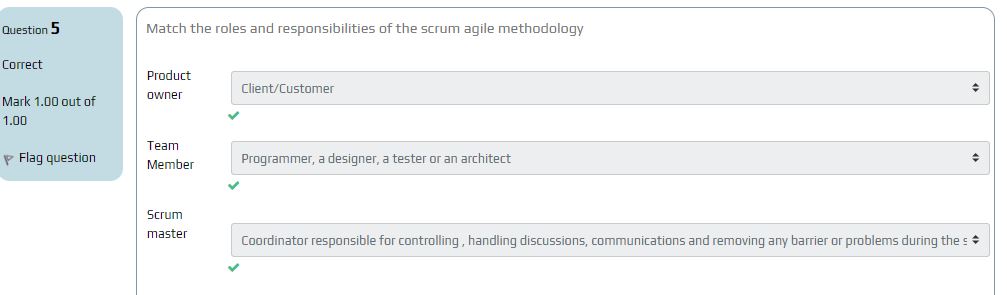 Question 5
Correct
Mark 1.00 out of
1.00
Flag question
Match the roles and responsibilities of the scrum agile methodology
Product
owner
Client/Customer
Team
Member
Programmer, a designer, a tester or an architect
Scrum
master
Coordinator responsible for controlling , handling discussions, communications and removing any barrier or problems during the s